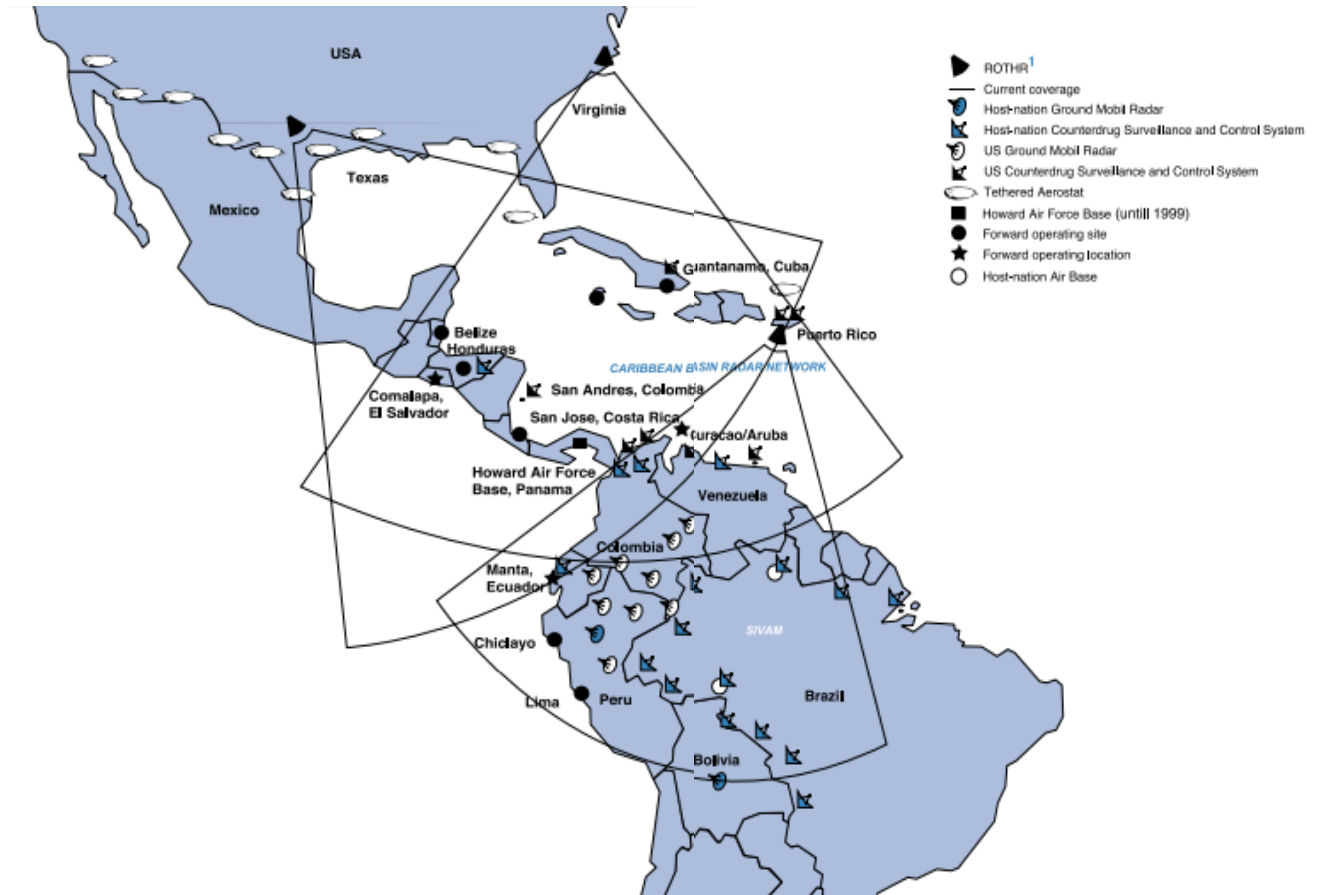 USA
Virginia
Texas
Mexico
Guantanamo, Cuba
Belize
Honduras
Puerto Rico
CARIBBEAN BASIN RADAR NETWORK
Comalapa,
El Salvador
San Andres, Colomba
San Jose, Costa Rica
Curacao/Aruba
Howard Air Force
Base, Panama
Venezuela
Colombia
Manta,
Ecuador
SIVAM
Chiclayo
Lima
Peru
Brazil
Bolivia
ROTHR1
Current coverage
Host-nation Ground Mobil Radar
Host-nation Counterdrug Surveillance and Control System
US Ground Mobil Radar
US Counterdrug Surveillance and Control System
Tethered Aerostat
Howard Air Force Base (untill 1999)
Forward operating site
Forward operating location
Host-nation Air Base